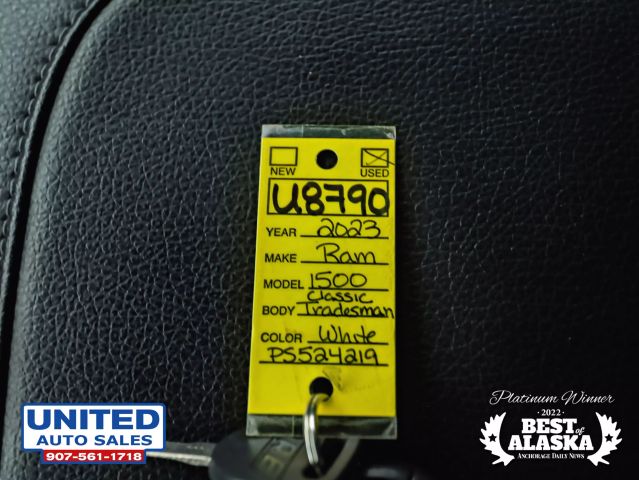 NEW USED
U8790
YEAR 2023
MAKE Ram
MODEL 1500
Classic
BODY Tradesman
COLOR White
PS524219
UNITED
AUTO SALES
907-561-1718
Platinum Winner
·2022·
BEST of
ALASKA
ANCHORAGE DAILY NEWS